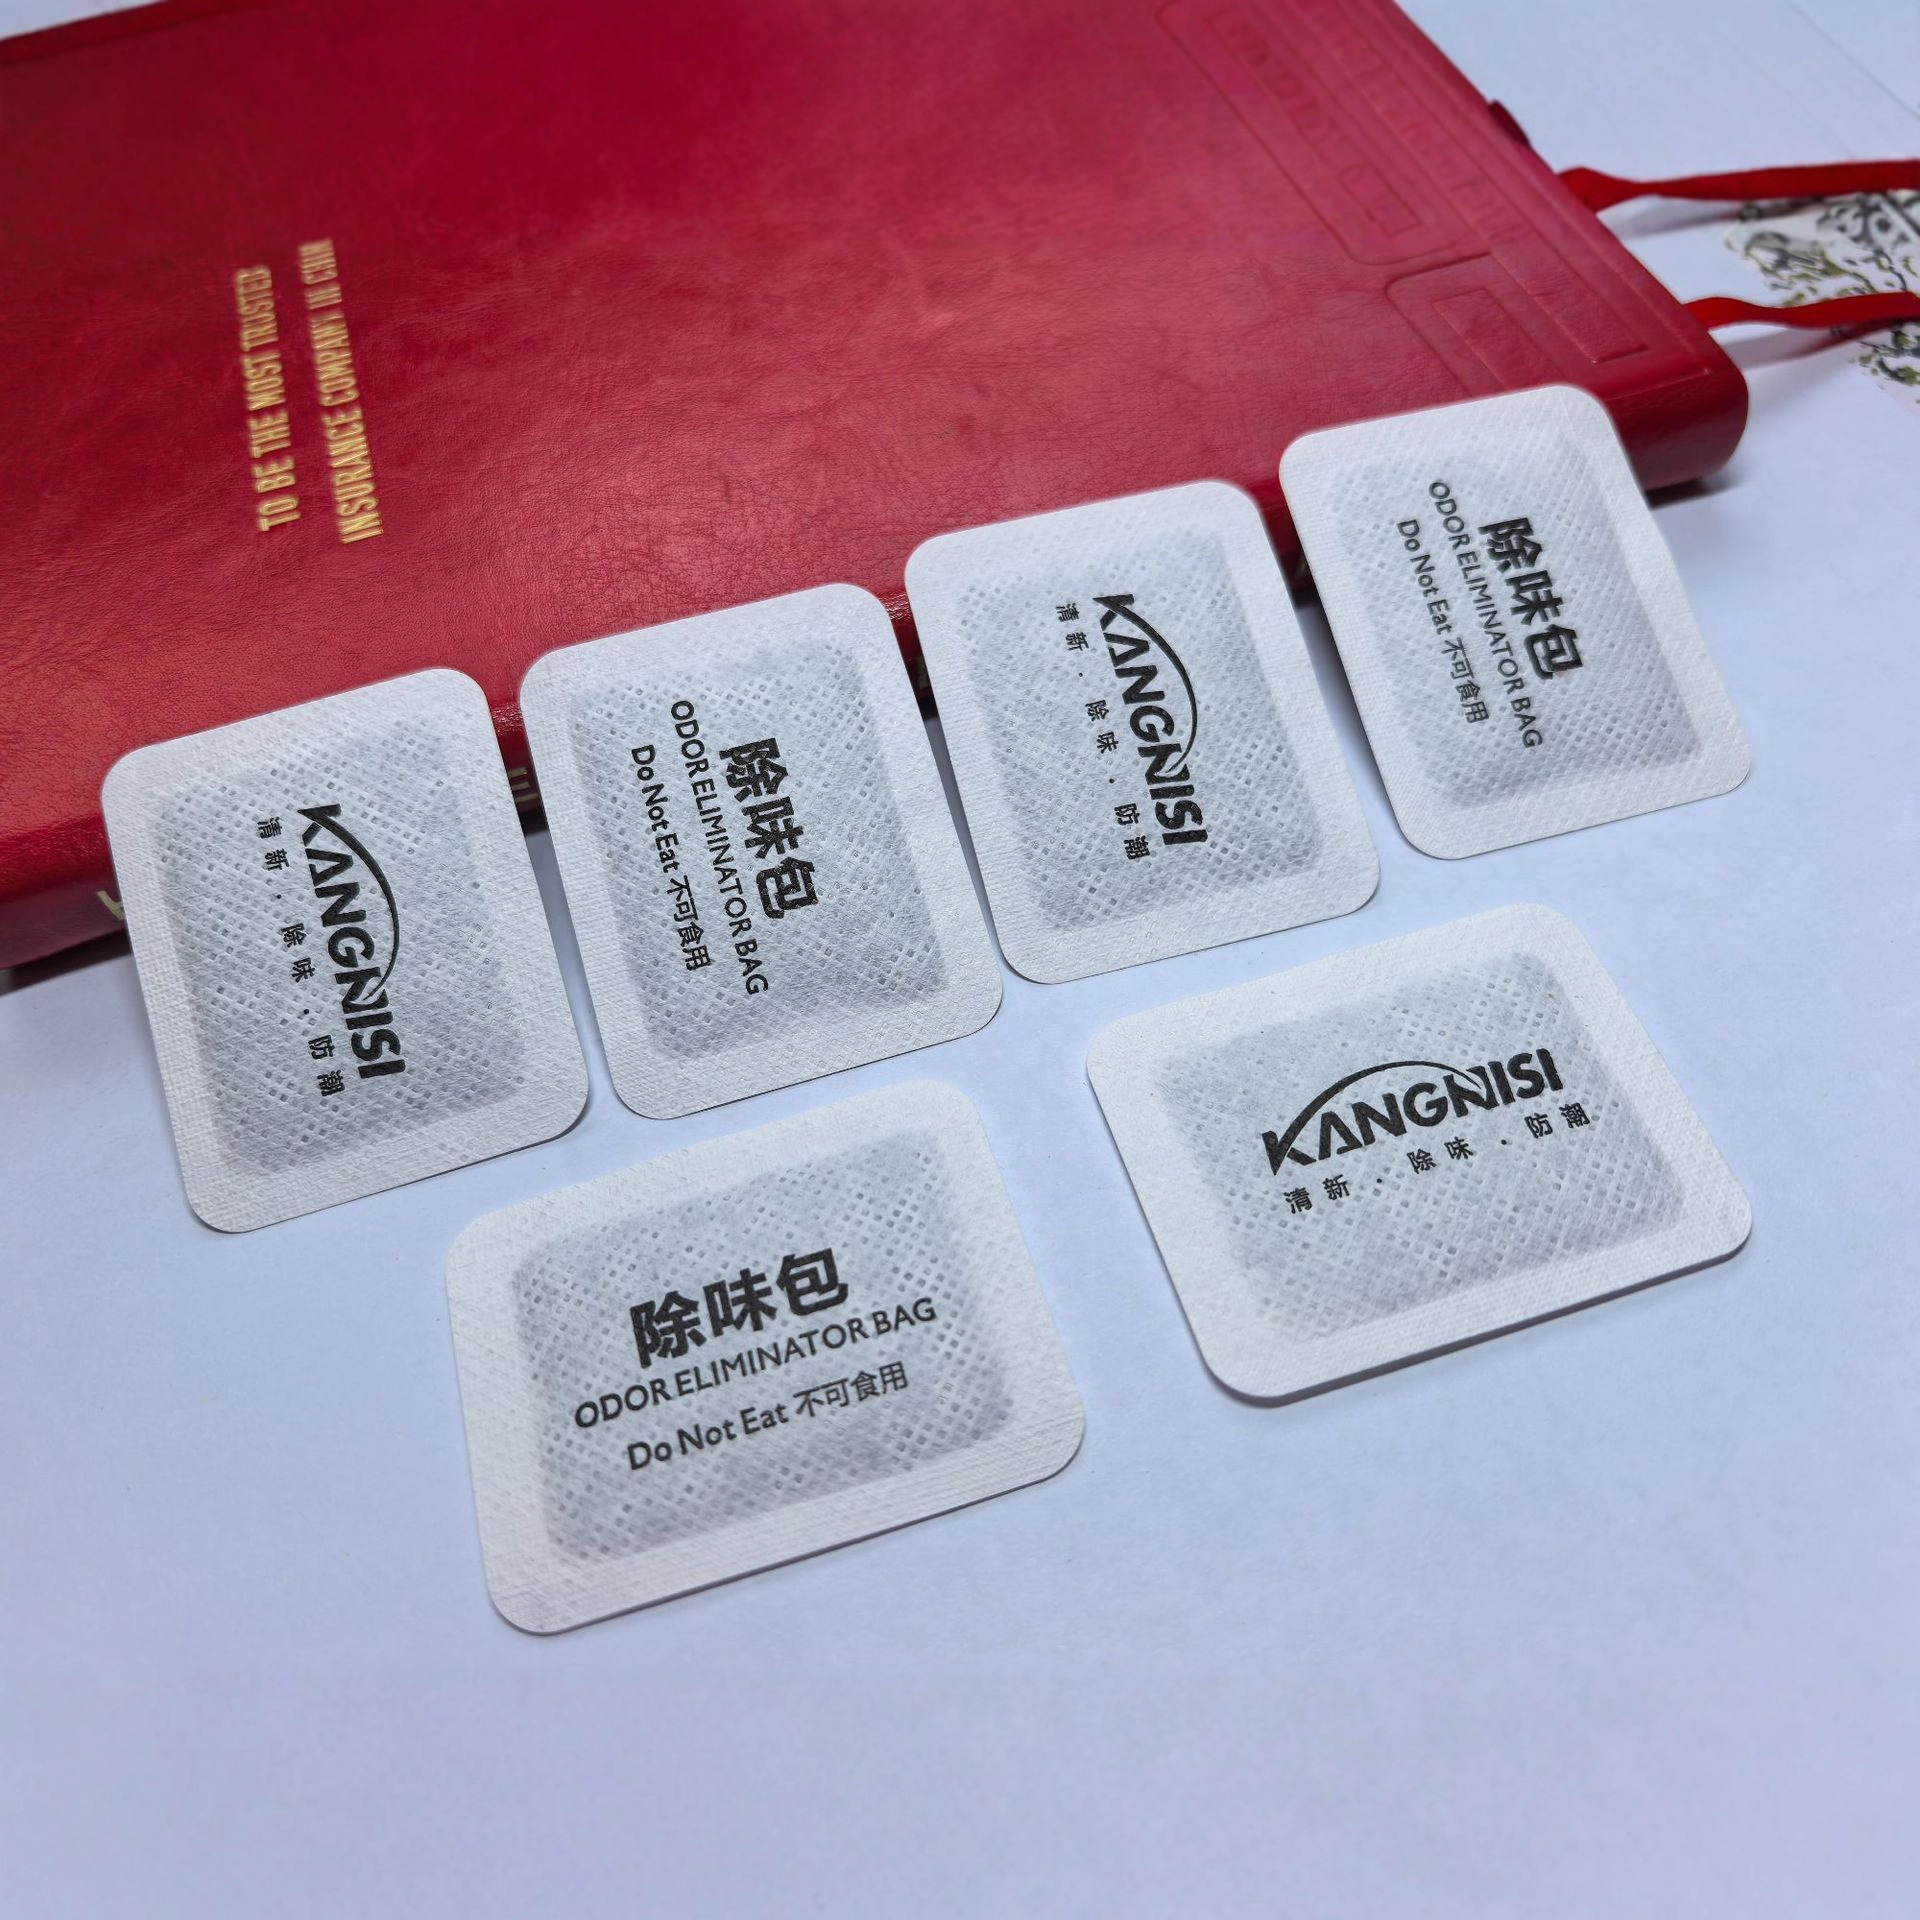 TO BE THE MOST TRUSTED
INSURANCE COMPANY IN CHIN
KANGNISI
清新.除味.防潮
除味包
ODOR ELIMINATOR BAG
Do Not Eat 不可食用
KANGNISI
清新.除味.防潮
除味包
ODOR ELIMINATOR BAG
Do Not Eat 不可食用
除味包
ODOR ELIMINATOR BAG
Do Not Eat 不可食用
KANGNISI
清新.除味.防潮